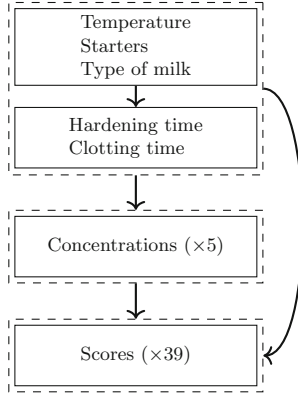 Temperature
Starters
Type of milk
Hardening time
Clotting time
Concentrations (×5)
Scores (×39)